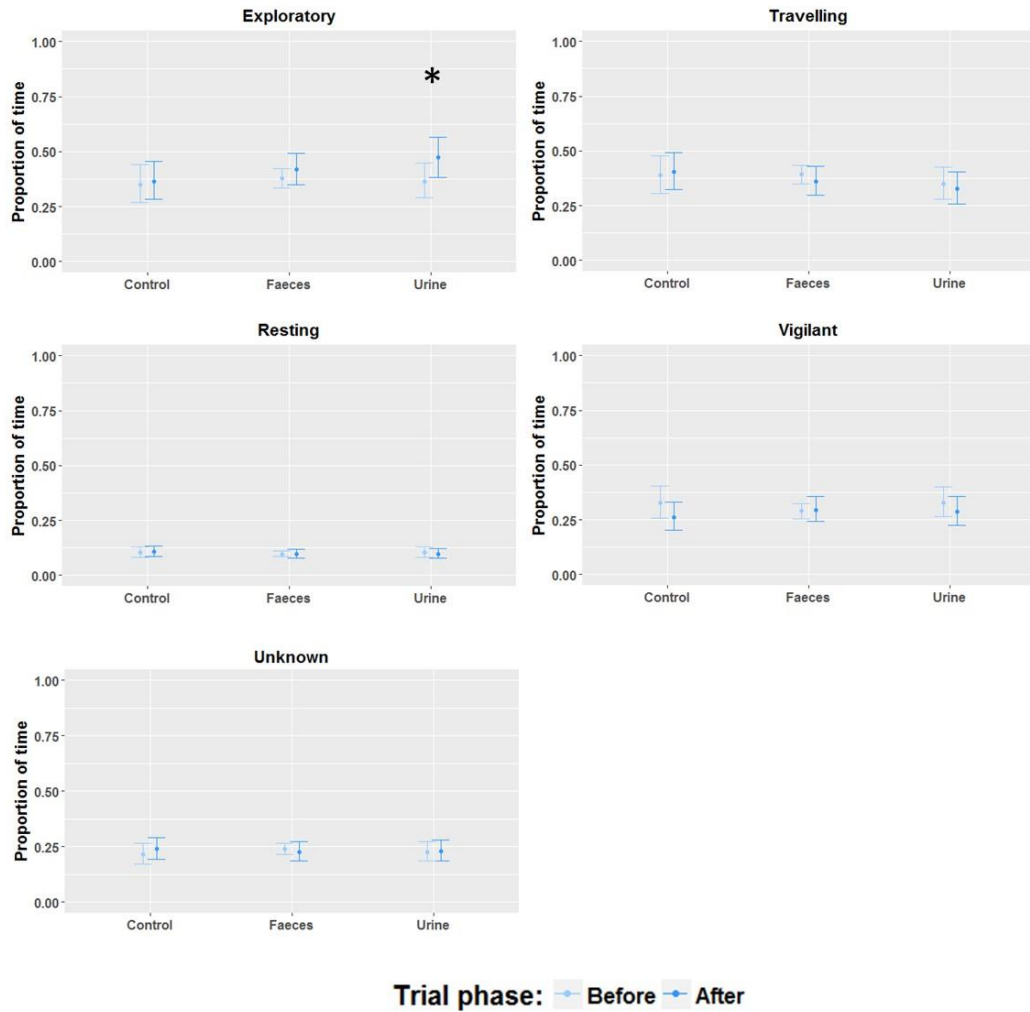 Exploratory
Travelling
Proportion of time
1.00
0.75
0.50
0.25
0.00
*
Control Faeces Urine
Proportion of time
1.00
0.75
0.50
0.25
0.00
Control Faeces Urine
Resting
Vigilant
Proportion of time
1.00
0.75
0.50
0.25
0.00
Control Faeces Urine
Proportion of time
1.00
0.75
0.50
0.25
0.00
Control Faeces Urine
Unknown
Proportion of time
1.00
0.75
0.50
0.25
0.00
Control Faeces Urine
Trial phase: Before After